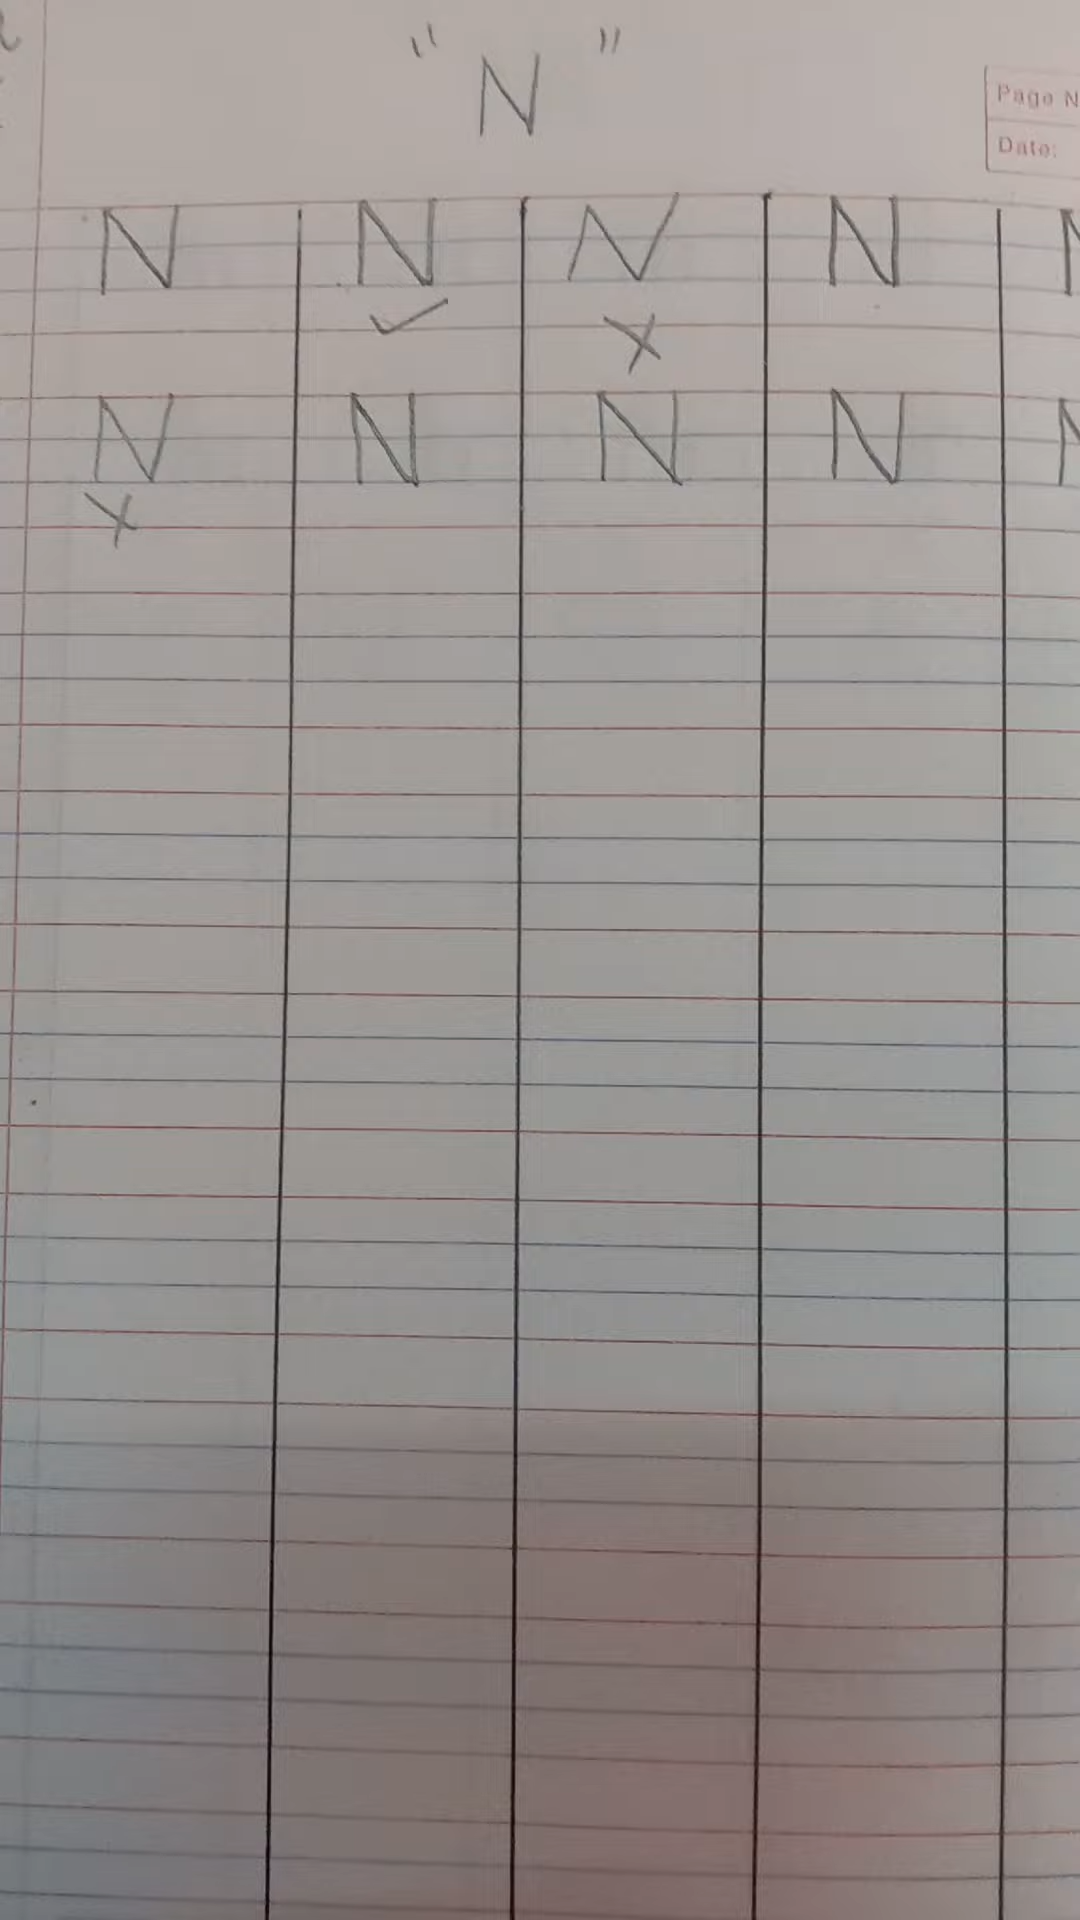 "N"
Page N
Date:
N N N N N
✓ x
N N N N N
x